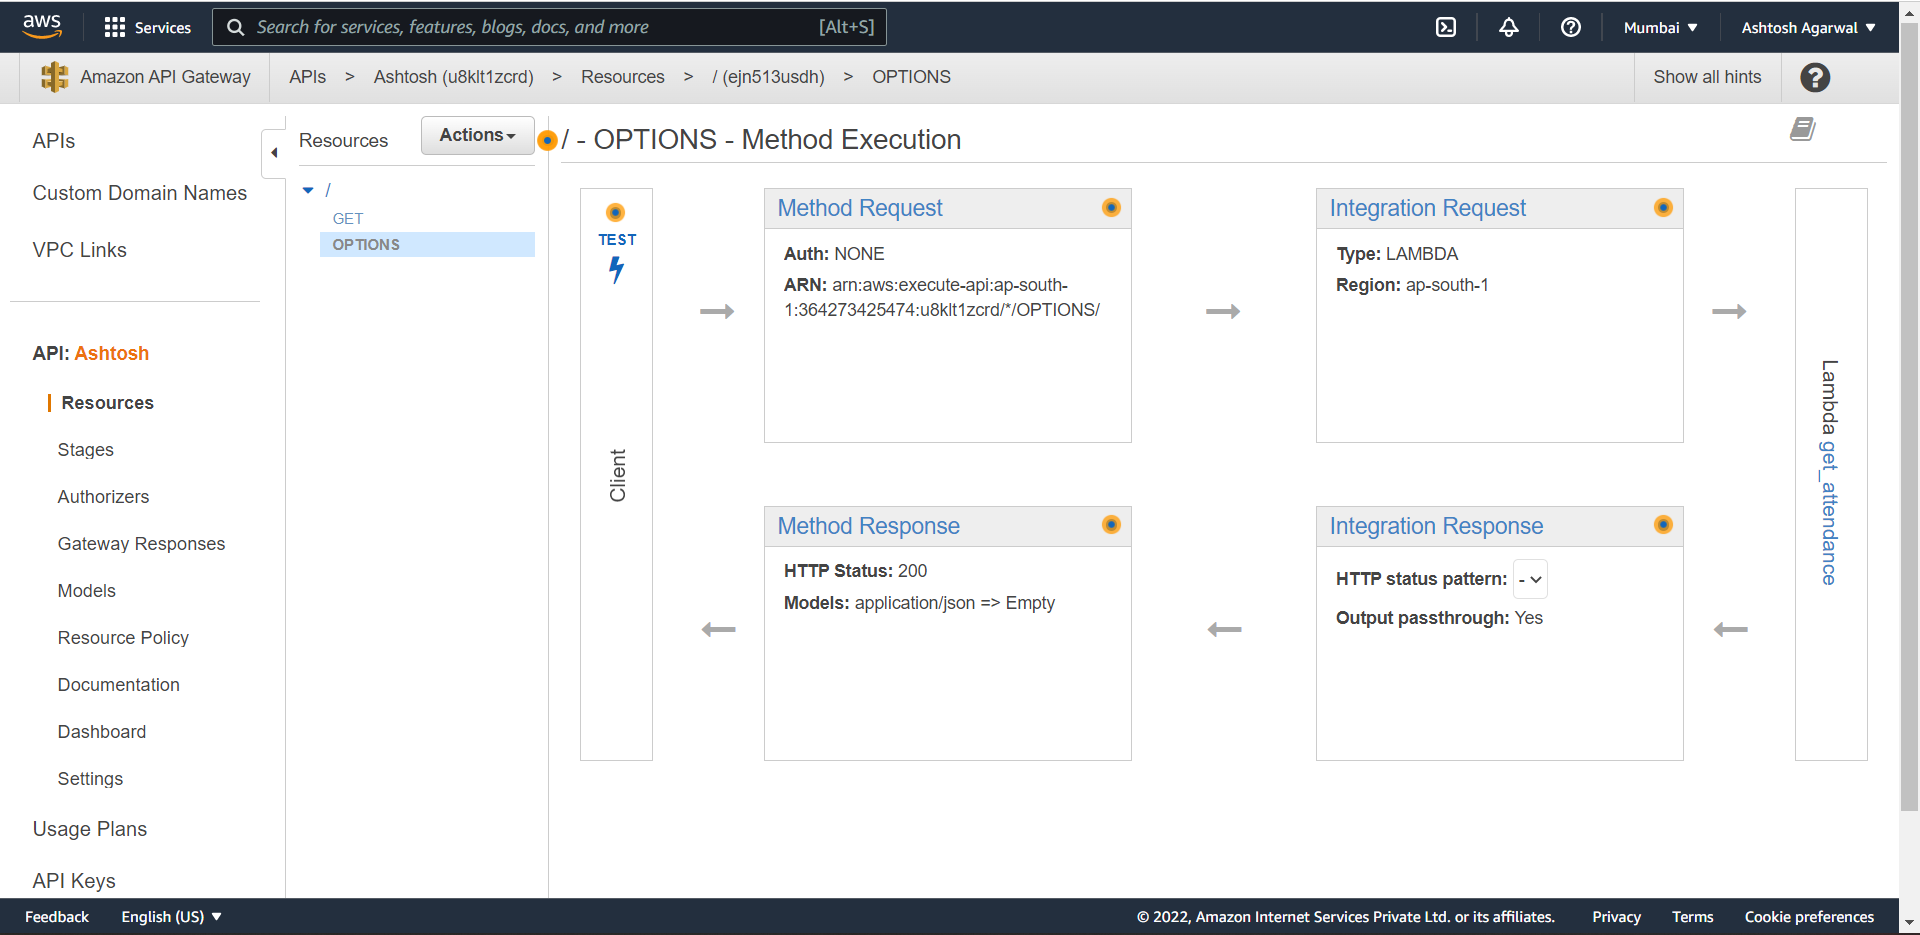 aws
Services
Search for services, features, blogs, docs, and more
[Alt+S]
Mumbai
Ashtosh Agarwal
Amazon API Gateway
APIs > Ashtosh (u8klt1zcrd) > Resources > / (ejn513usdh) > OPTIONS
Show all hints
APIs
Custom Domain Names
VPC Links
API: Ashtosh
Resources
Stages
Authorizers
Gateway Responses
Models
Resource Policy
Documentation
Dashboard
Settings
Usage Plans
API Keys
Resources
Actions
/
GET
OPTIONS
/ - OPTIONS - Method Execution
TEST
Client
Method Request
Auth: NONE
ARN: arn:aws:execute-api:ap-south-
1:364273425474:u8klt1zcrd/*/OPTIONS/
Integration Request
Type: LAMBDA
Region: ap-south-1
Lambda get_attendance
Method Response
HTTP Status: 200
Models: application/json => Empty
Integration Response
HTTP status pattern: -
Output passthrough: Yes
Feedback
English (US)
© 2022, Amazon Internet Services Private Ltd. or its affiliates.
Privacy
Terms
Cookie preferences